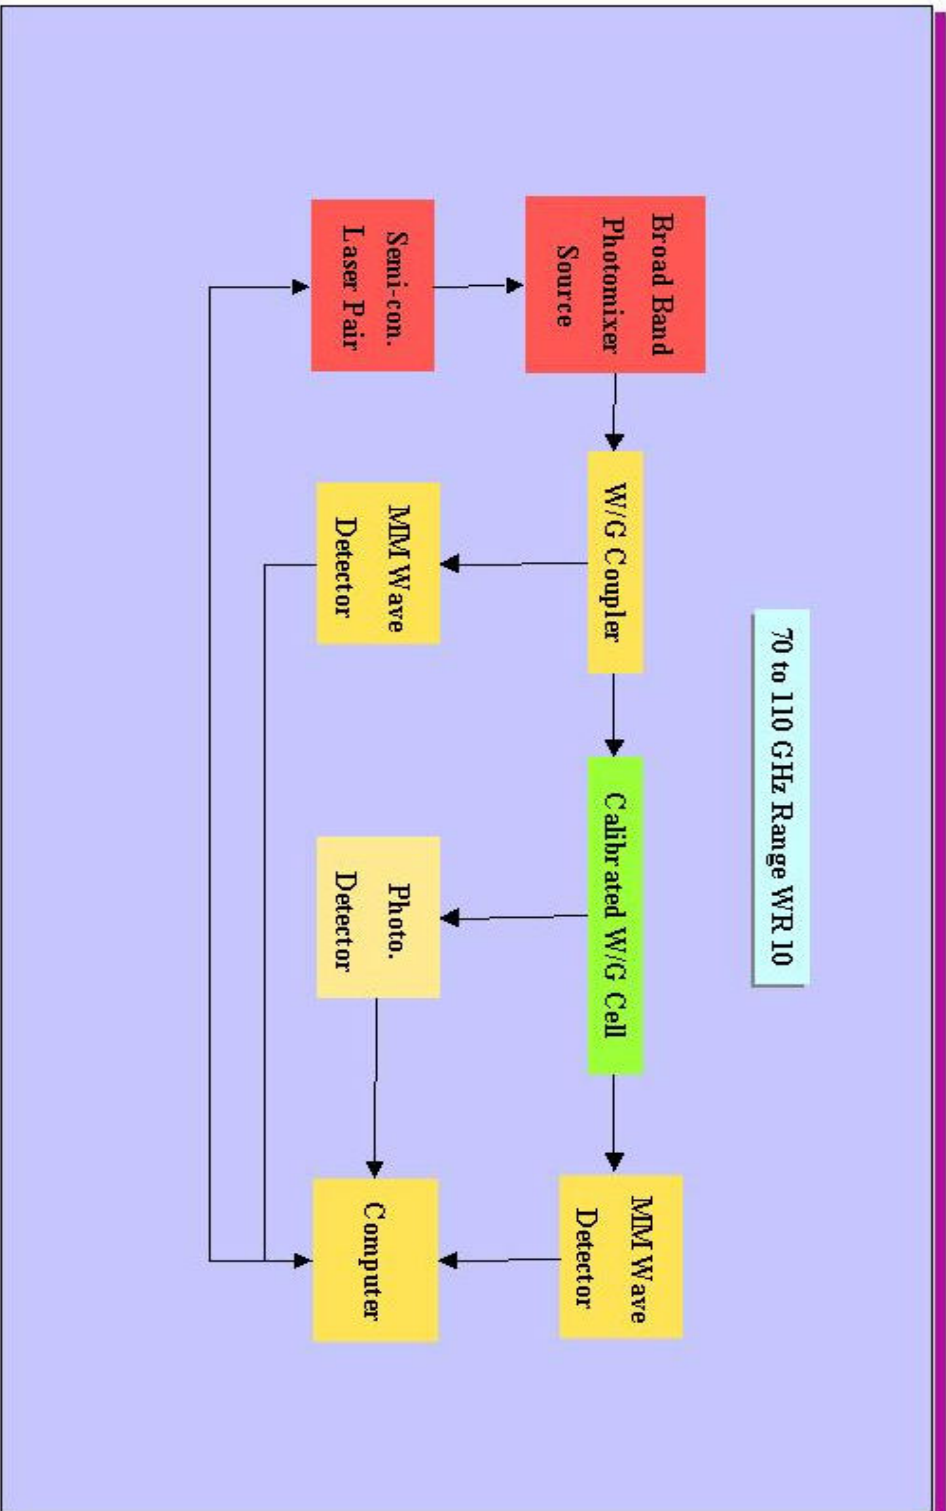 70 to 110 GHz Range WR 10
Broad Band
Photomixer
Source
W/G Coupler
Calibrated W/G Cell
MM Wave
Detector
Semi-con.
Laser Pair
MM Wave
Detector
Photo.
Detector
Computer